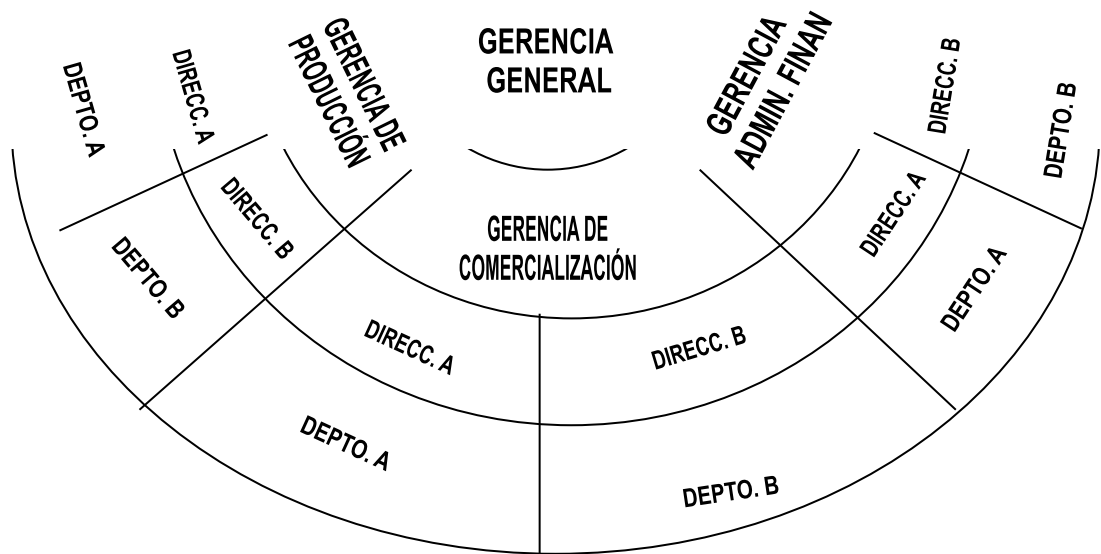 GERENCIA
GENERAL
GERENCIA DE
PRODUCCIÓN
GERENCIA
ADMIN. FINAN
DIRECC. A
DEPTO. A
DIRECC. B
DEPTO. B
DIRECC. B
DEPTO. B
GERENCIA DE
COMERCIALIZACIÓN
DIRECC. A
DEPTO. A
DIRECC. A
DIRECC. B
DEPTO. A
DEPTO. B